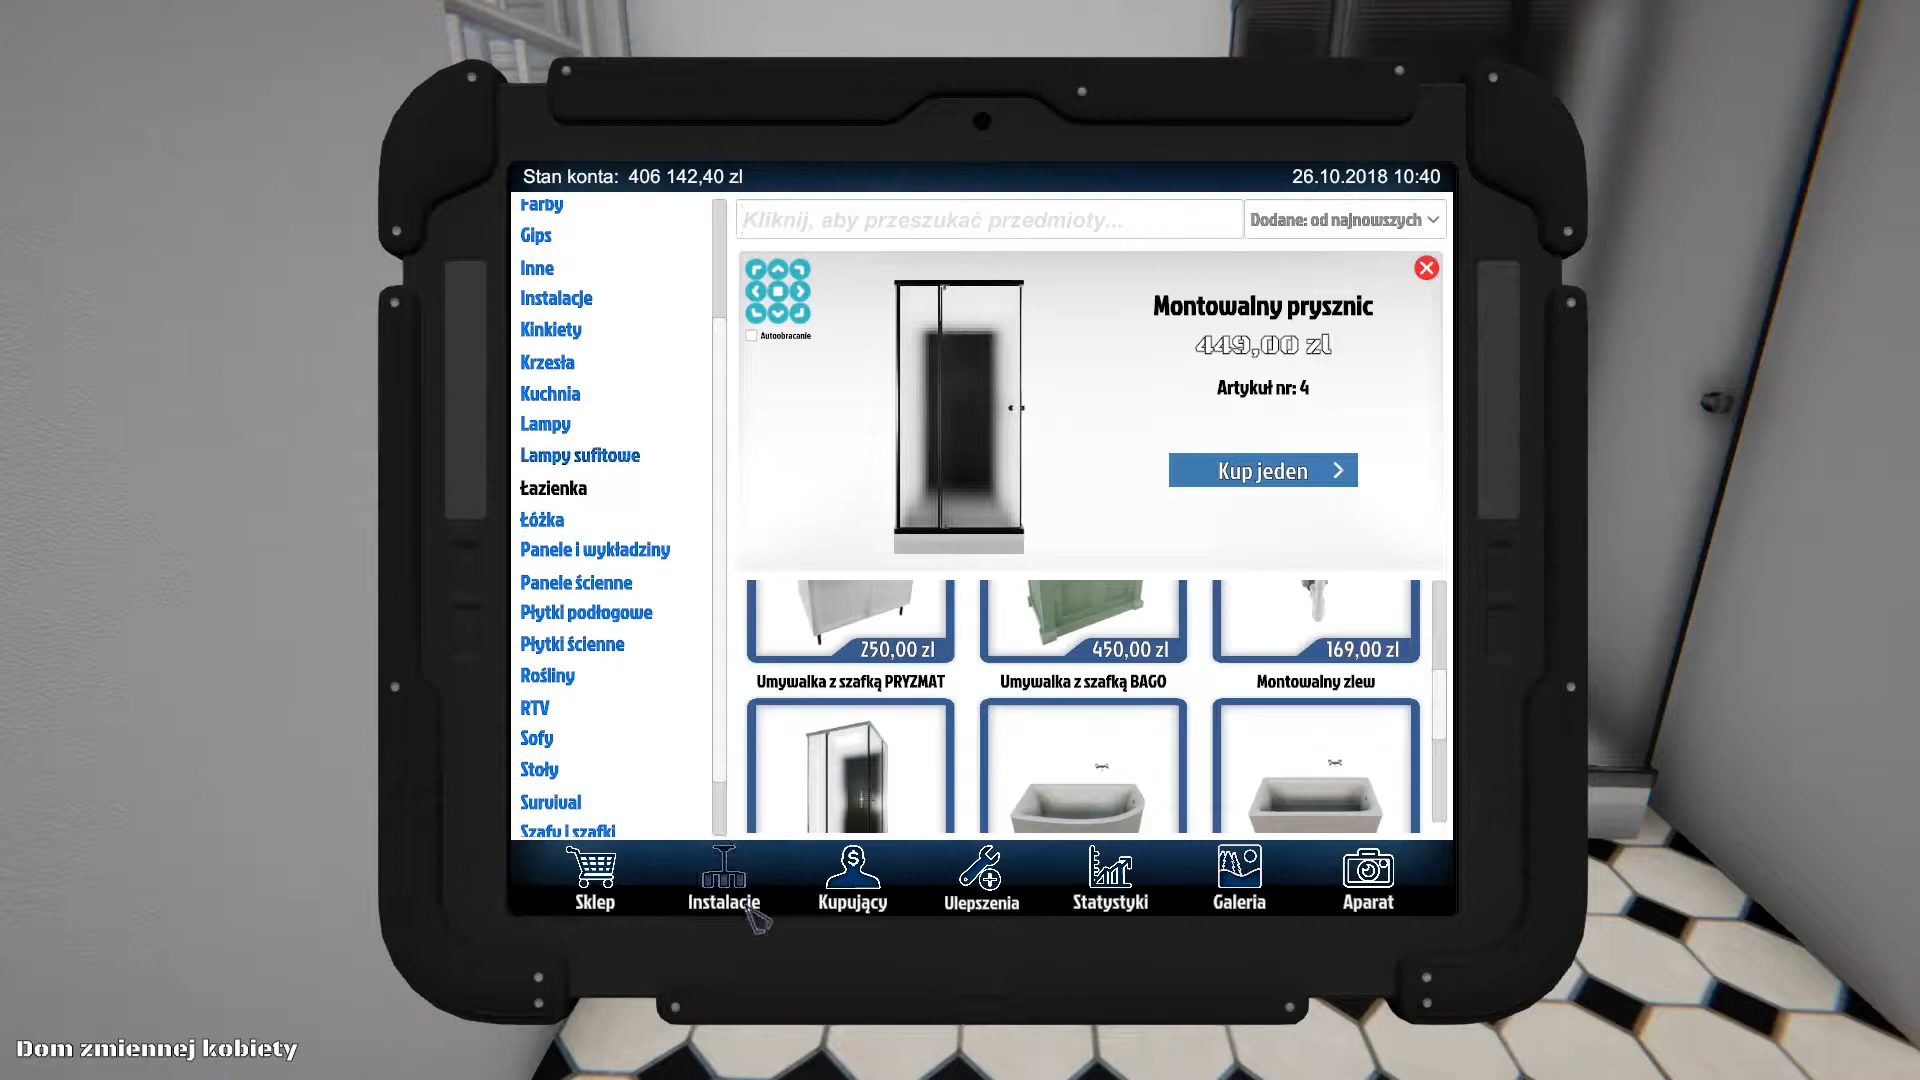 Stan konta: 406 142,40 zl
26.10.2018 10:40
Farby
Gips
Inne
Instalacje
Kinkiety
Krzesła
Kuchnia
Lampy
Lampy sufitowe
Łazienka
Łóżka
Panele i wykładziny
Panele ścienne
Płytki podłogowe
Płytki ścienne
Rośliny
RTV
Sofy
Stoły
Survival
Szafy i szafki
Kliknij, aby przeszukać przedmioty...
Dodane: od najnowszych
Autoobracanie
Montowalny prysznic
449,00 zl
Artykuł nr: 4
Kup jeden
250,00 zl
450,00 zl
169,00 zl
Umywalka z szafką PRYZMAT
Umywalka z szafką BAGO
Montowalny zlew
Sklep
Instalacje
Kupujący
Ulepszenia
Statystyki
Galeria
Aparat
Dom zmiennej kobiety